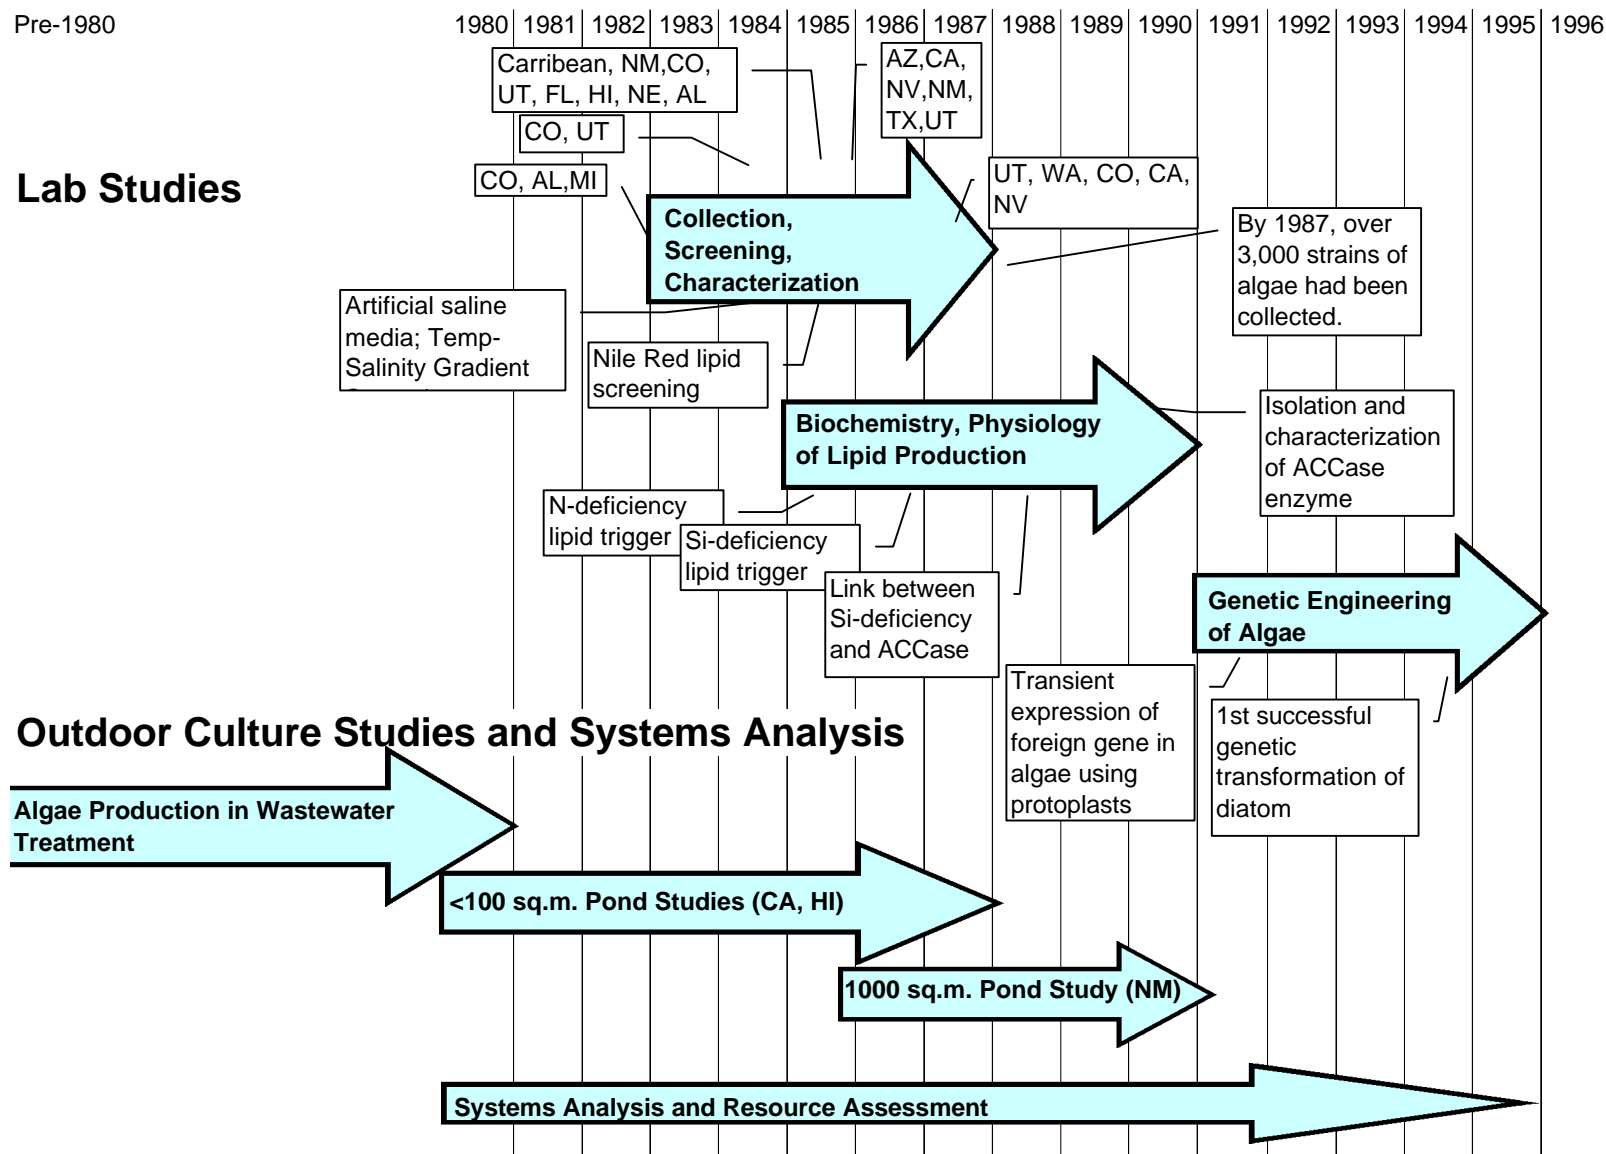 Pre-1980 1980 1981 1982 1983 1984 1985 1986 1987 1988 1989 1990 1991 1992 1993 1994 1995 1996
Carribean, NM,CO,
UT, FL, HI, NE, AL
AZ,CA,
NV,NM,
TX,UT
CO, UT
CO, AL,MI
UT, WA, CO, CA,
NV
Lab Studies
Collection,
Screening,
Characterization
By 1987, over
3,000 strains of
algae had been
collected.
Artificial saline
media; Temp-
Salinity Gradient
Nile Red lipid
screening
Biochemistry, Physiology
of Lipid Production
Isolation and
characterization
of ACCase
enzyme
N-deficiency
lipid trigger
Si-deficiency
lipid trigger
Link between
Si-deficiency
and ACCase
Genetic Engineering
of Algae
Transient
expression of
foreign gene in
algae using
protoplasts
1st successful
genetic
transformation of
diatom
Outdoor Culture Studies and Systems Analysis
Algae Production in Wastewater
Treatment
<100 sq.m. Pond Studies (CA, HI)
1000 sq.m. Pond Study (NM)
Systems Analysis and Resource Assessment